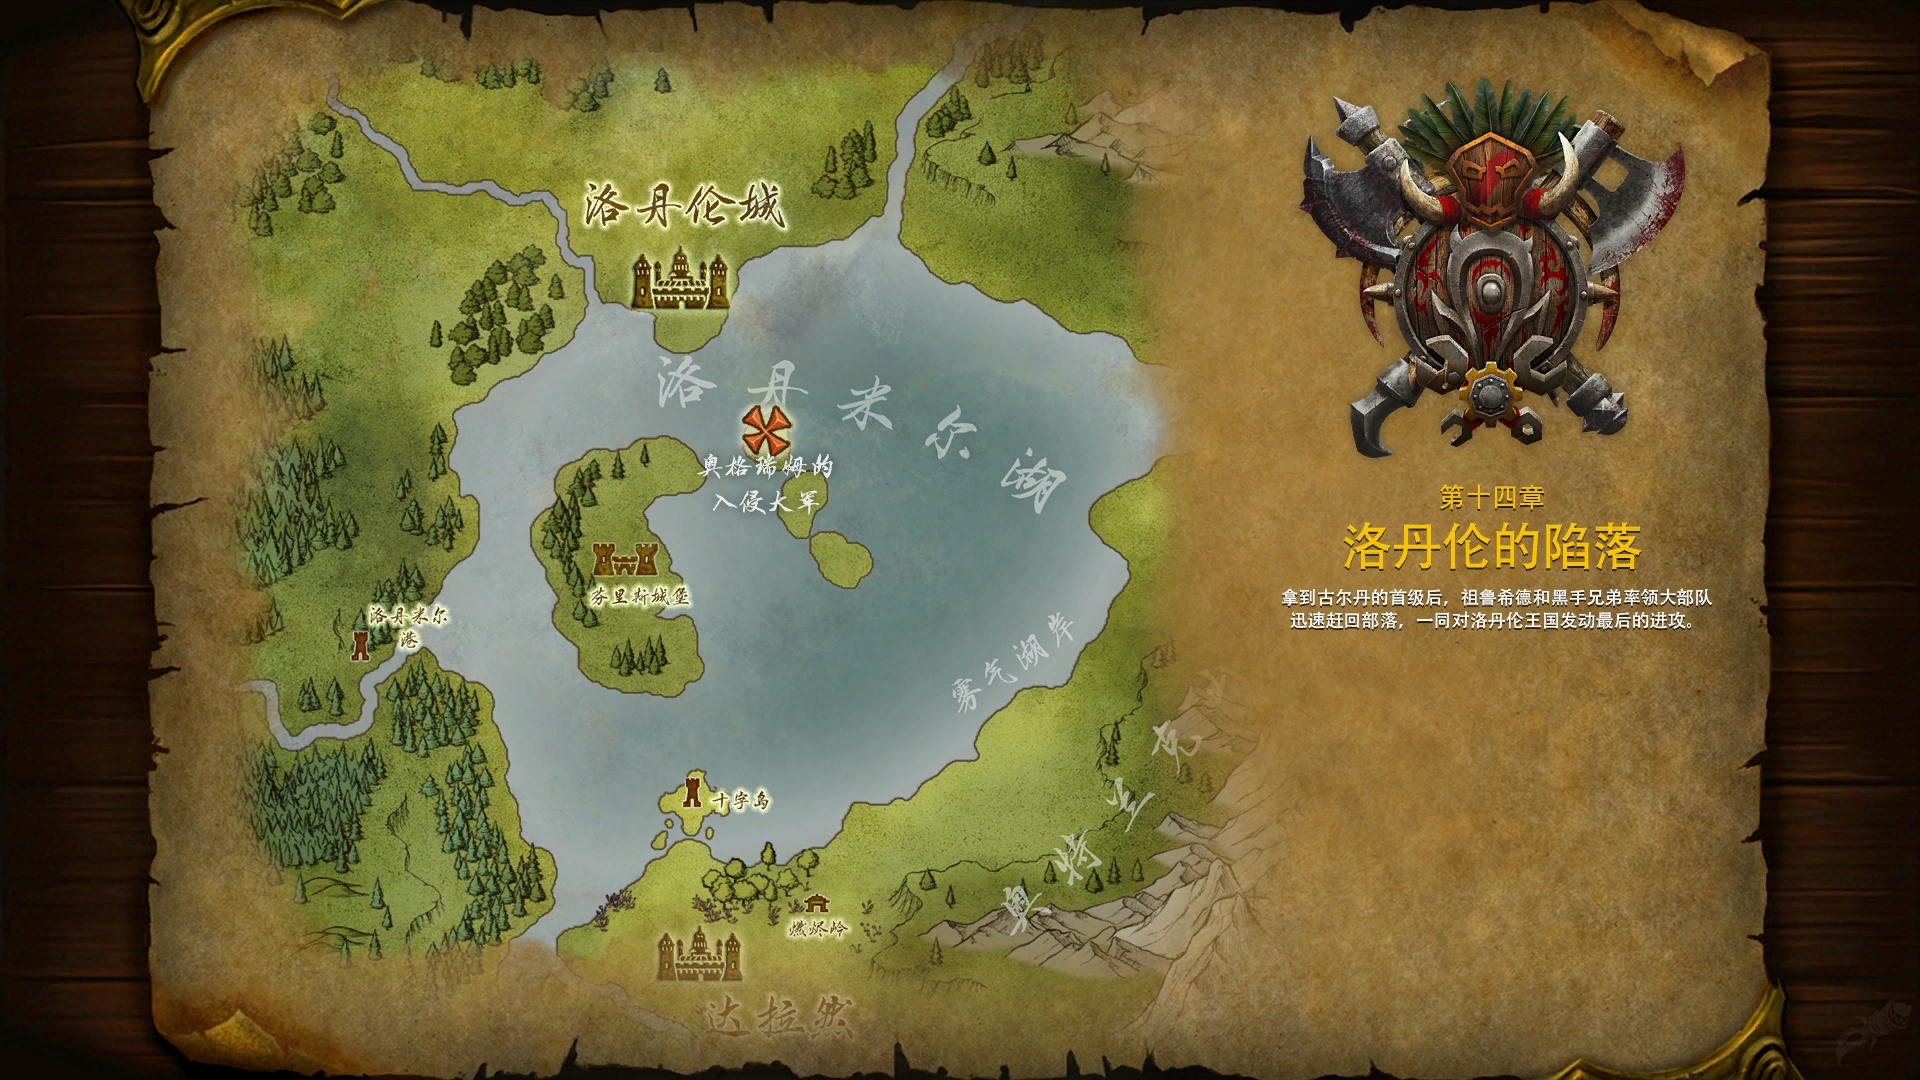 洛丹伦城
洛丹米尔湖
奥格瑞姆的
入侵大军
芬里斯城堡
洛丹米尔
港
雾气湖岸
十字岛
奥特兰克
燃烬岭
达拉然
第十四章
洛丹伦的陷落
拿到古尔丹的首级后，祖鲁希德和黑手兄弟率领大部队
迅速赶回部落，一同对洛丹伦王国发动最后的进攻。